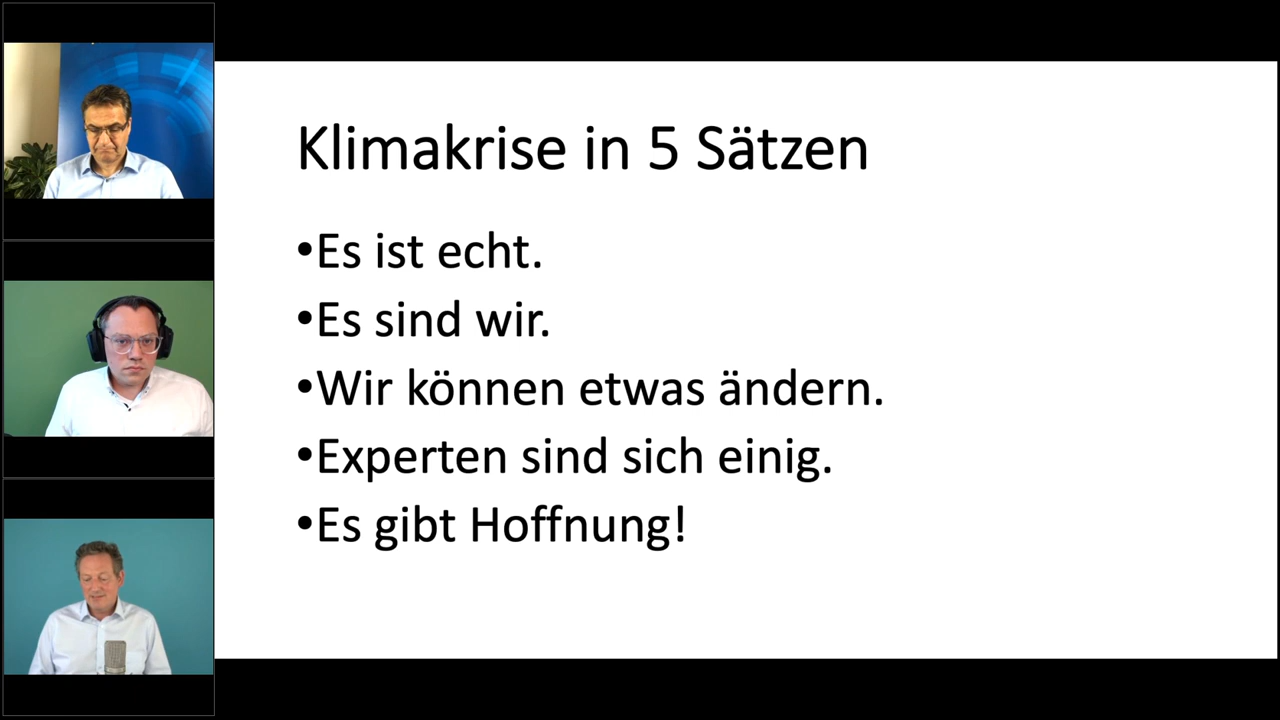 Klimakrise in 5 Sätzen
•Es ist echt.
•Es sind wir.
•Wir können etwas ändern.
•Experten sind sich einig.
•Es gibt Hoffnung!